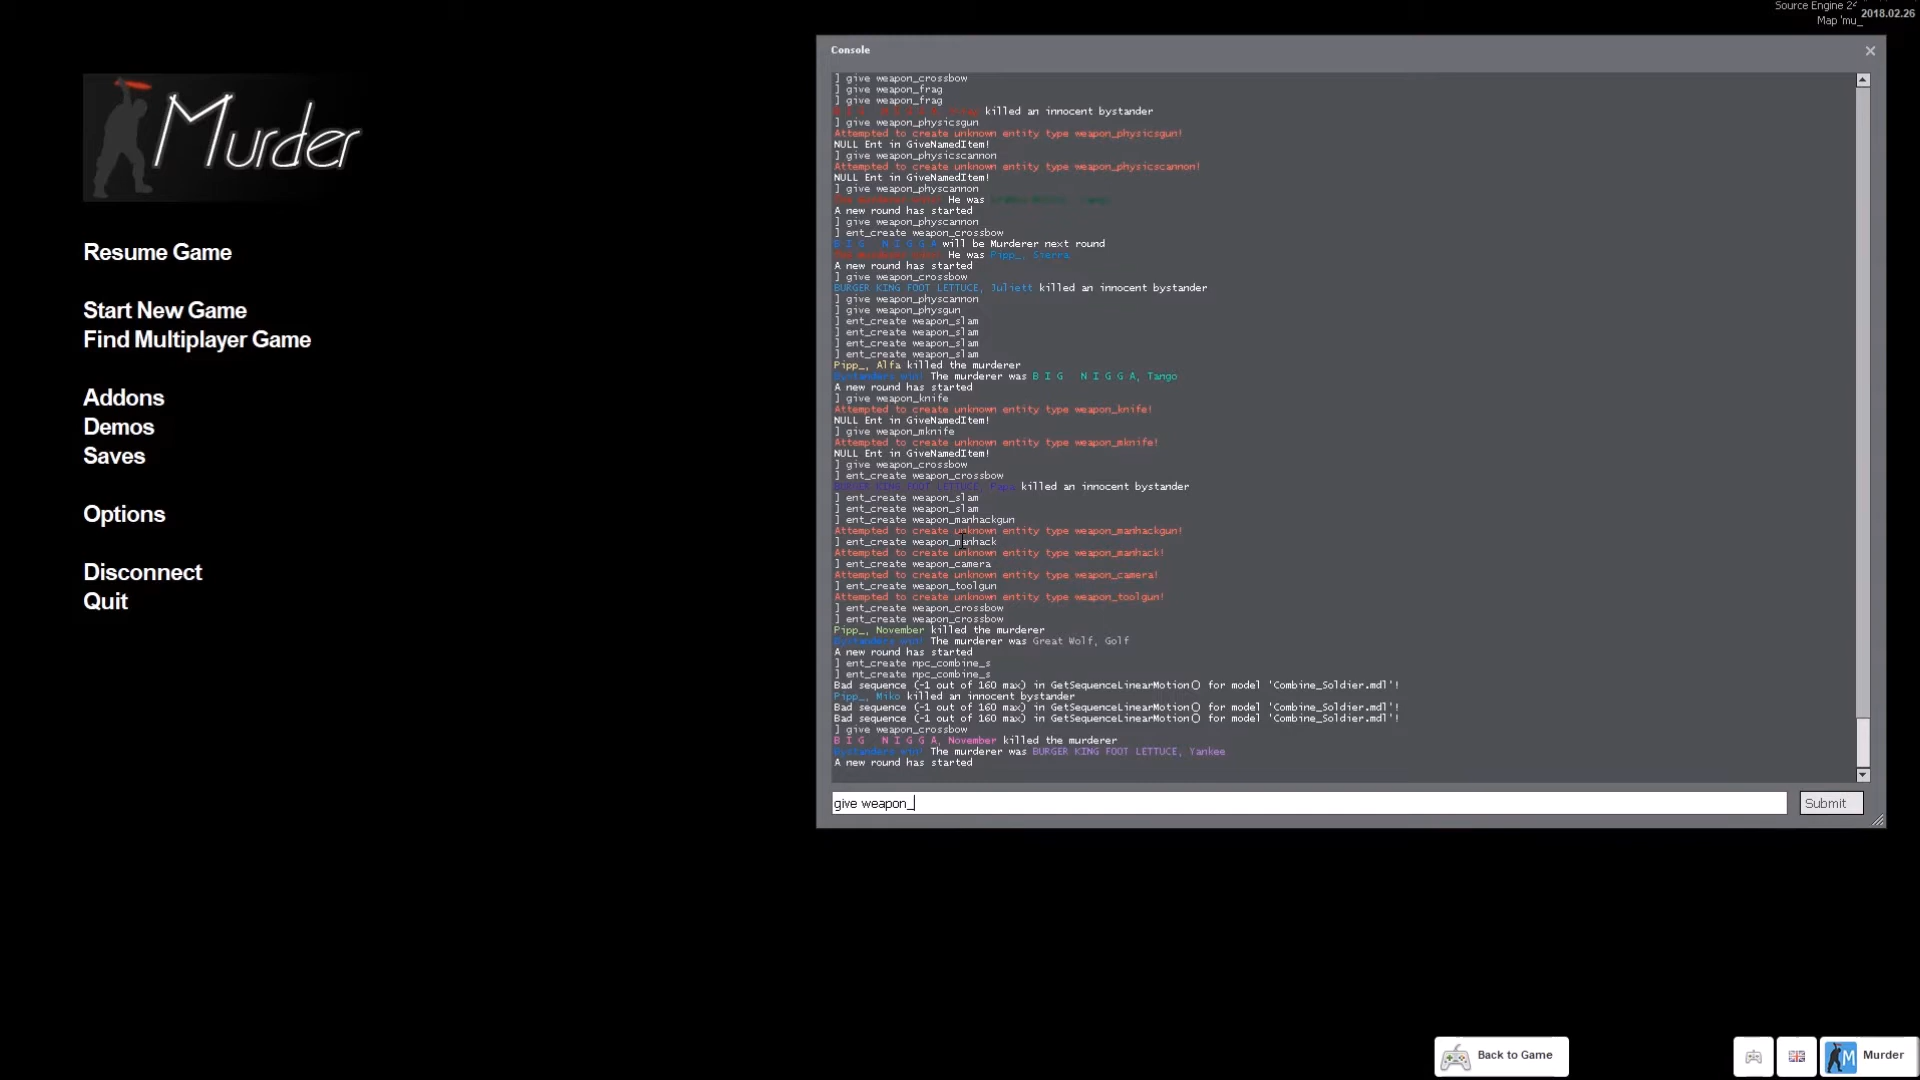 Source Engine 24
2018.02.26
Map 'mu_
Murder
Resume Game
Start New Game
Find Multiplayer Game
Addons
Demos
Saves
Options
Disconnect
Quit
Console
] give weapon_crossbow
] give weapon_frag
] give weapon_frag
killed an innocent bystander
] give weapon_physicsgun
Attempted to create unknown entity type weapon_physicsgun!
NULL Ent in GiveNamedItem!
] give weapon_physicscannon
Attempted to create unknown entity type weapon_physicscannon!
NULL Ent in GiveNamedItem!
] give weapon_physcannon
He was
A new round has started
] give weapon_physcannon
] ent_create weapon_crossbow
B I G   N I G G A will be Murderer next round
He was Pipp_, Sierra
A new round has started
] give weapon_crossbow
BURGER KING FOOT LETTUCE, Juliett killed an innocent bystander
] give weapon_physcannon
] give weapon_physgun
] ent_create weapon_slam
] ent_create weapon_slam
] ent_create weapon_slam
] ent_create weapon_slam
Pipp_, Alfa killed the murderer
Bystanders win! The murderer was B I G   N I G G A, Tango
A new round has started
] give weapon_knife
Attempted to create unknown entity type weapon_knife!
NULL Ent in GiveNamedItem!
] give weapon_mknife
Attempted to create unknown entity type weapon_mknife!
NULL Ent in GiveNamedItem!
] give weapon_crossbow
] ent_create weapon_crossbow
BURGER KING FOOT LETTUCE, Papa killed an innocent bystander
] ent_create weapon_slam
] ent_create weapon_slam
] ent_create weapon_manhackgun
Attempted to create unknown entity type weapon_manhackgun!
] ent_create weapon_manhack
Attempted to create unknown entity type weapon_manhack!
] ent_create weapon_camera
Attempted to create unknown entity type weapon_camera!
] ent_create weapon_toolgun
Attempted to create unknown entity type weapon_toolgun!
] ent_create weapon_crossbow
] ent_create weapon_crossbow
Pipp_, November killed the murderer
Bystanders win! The murderer was Great Wolf, Golf
A new round has started
] ent_create npc_combine_s
] ent_create npc_combine_s
Bad sequence (-1 out of 160 max) in GetSequenceLinearMotion() for model 'Combine_Soldier.mdl'!
Pipp_, Miko killed an innocent bystander
Bad sequence (-1 out of 160 max) in GetSequenceLinearMotion() for model 'Combine_Soldier.mdl'!
Bad sequence (-1 out of 160 max) in GetSequenceLinearMotion() for model 'Combine_Soldier.mdl'!
] give weapon_crossbow
B I G   N I G G A, November killed the murderer
Bystanders win! The murderer was BURGER KING FOOT LETTUCE, Yankee
A new round has started
give weapon_
Submit
Back to Game
Murder